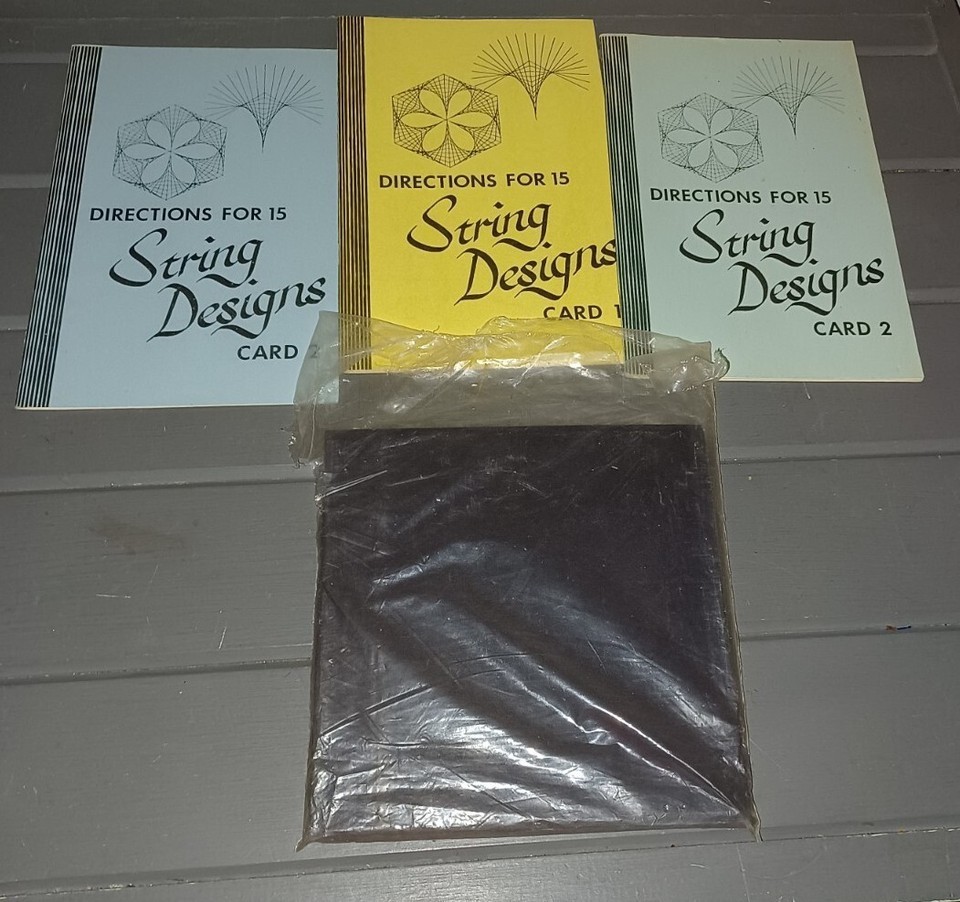 DIRECTIONS FOR 15
String
Designs
CARD
DIRECTIONS FOR 15
String
Designs
CARD 1
DIRECTIONS FOR 15
String
Designs
CARD 2